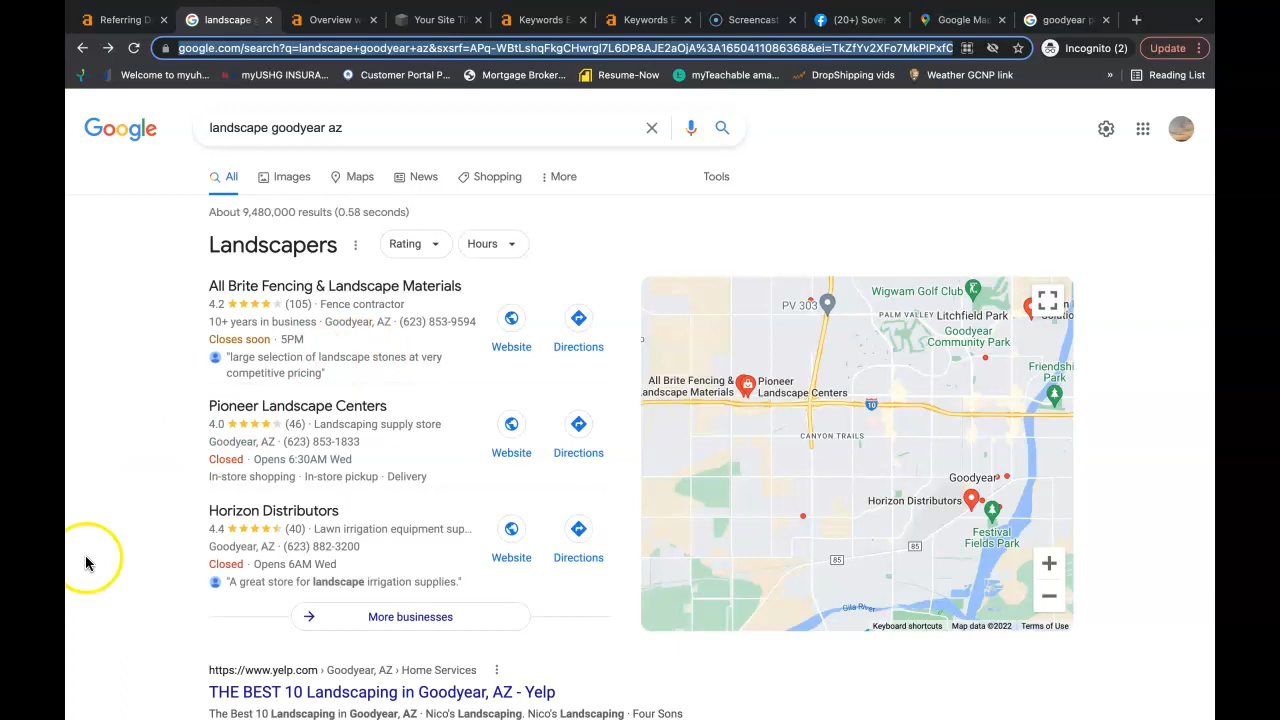 Referring D
landscape g
Overview w
Your Site Ti
Keywords E
Keywords E
Screencast
(20+) Sove
Google Ma
goodyear p
google.com/search?q=landscape+goodyear+az&sxsrf=APq-WBtLshqFkgCHwrgl7L6DP8AJE2aOjA%3A1650411086368&ei=TkZfYv2XFo7MkPIPxfC
Incognito (2)
Update
Welcome to myuh...
myUSHG INSURA...
Customer Portal P...
Mortgage Broker...
Resume-Now
myTeachable ama...
DropShipping vids
Weather GCNP link
»
Reading List
Google
landscape goodyear az
All
Images
Maps
News
Shopping
More
Tools
About 9,480,000 results (0.58 seconds)
Landscapers
Rating
Hours
All Brite Fencing & Landscape Materials
4.2 (105) · Fence contractor
10+ years in business · Goodyear, AZ · (623) 853-9594
Closes soon · 5PM
"large selection of landscape stones at very
competitive pricing"
Website
Directions
Pioneer Landscape Centers
4.0 (46) · Landscaping supply store
Goodyear, AZ · (623) 853-1833
Closed · Opens 6:30AM Wed
In-store shopping · In-store pickup · Delivery
Website
Directions
Horizon Distributors
4.4 (40) · Lawn irrigation equipment sup...
Goodyear, AZ · (623) 882-3200
Closed · Opens 6AM Wed
"A great store for landscape irrigation supplies."
Website
Directions
More businesses
Wigwam Golf Club
PV 303
PALM VALLEY
Litchfield Park
Goodyear
Community Park
Friendshi
Park
All Brite Fencing &
Landscape Materials
Pioneer
Landscape Centers
10
CANYON TRAILS
Goodyear
Horizon Distributors
Festival
Fields Park
85
85
Gila River
Keyboard shortcuts
Map data ©2022
Terms of Use
https://www.yelp.com › Goodyear, AZ › Home Services
THE BEST 10 Landscaping in Goodyear, AZ - Yelp
The Best 10 Landscaping in Goodyear, AZ · Nico's Landscaping. Nico's Landscaping · Four Sons